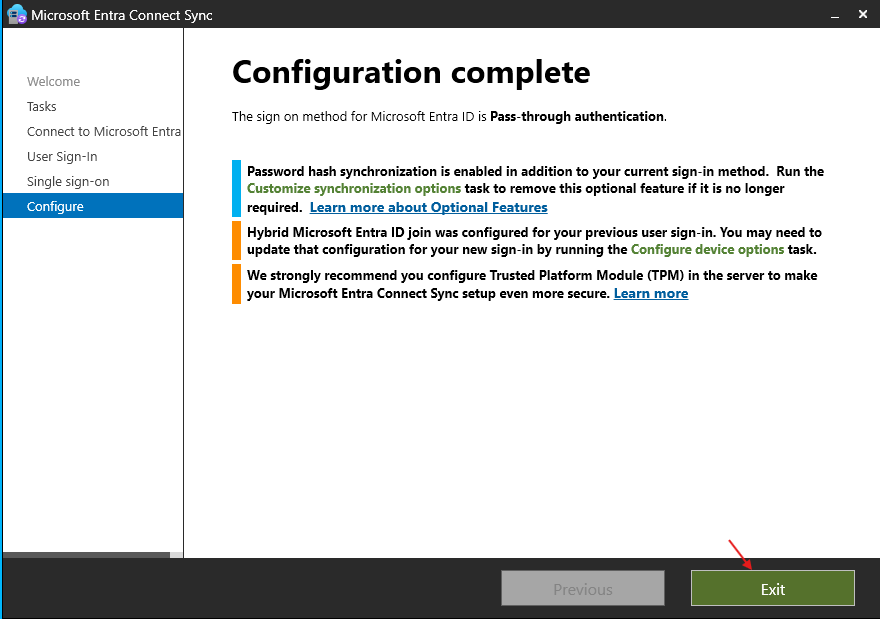 Microsoft Entra Connect Sync
Welcome
Tasks
Connect to Microsoft Entra
User Sign-In
Single sign-on
Configure
Configuration complete
The sign on method for Microsoft Entra ID is Pass-through authentication.
Password hash synchronization is enabled in addition to your current sign-in method.  Run the
Customize synchronization options task to remove this optional feature if it is no longer
required.  Learn more about Optional Features
Hybrid Microsoft Entra ID join was configured for your previous user sign-in. You may need to
update that configuration for your new sign-in by running the Configure device options task.
We strongly recommend you configure Trusted Platform Module (TPM) in the server to make
your Microsoft Entra Connect Sync setup even more secure. Learn more
Previous
Exit